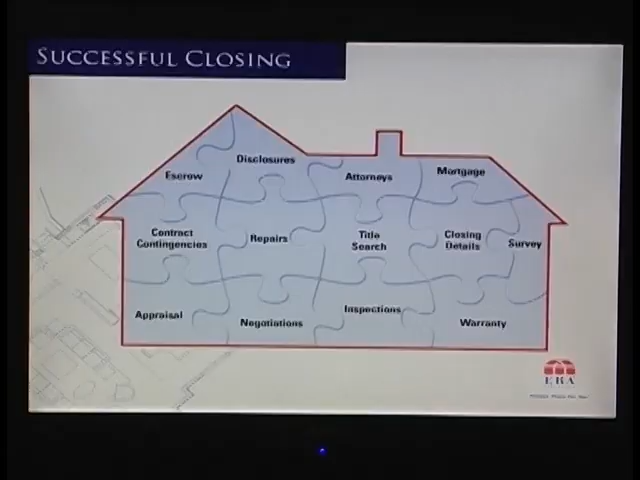 SUCCESSFUL CLOSING
Disclosures
Escrow
Attorneys
Mortgage
Contract
Contingencies
Repairs
Title
Search
Closing
Details
Survey
Appraisal
Negotiations
Inspections
Warranty
ERA